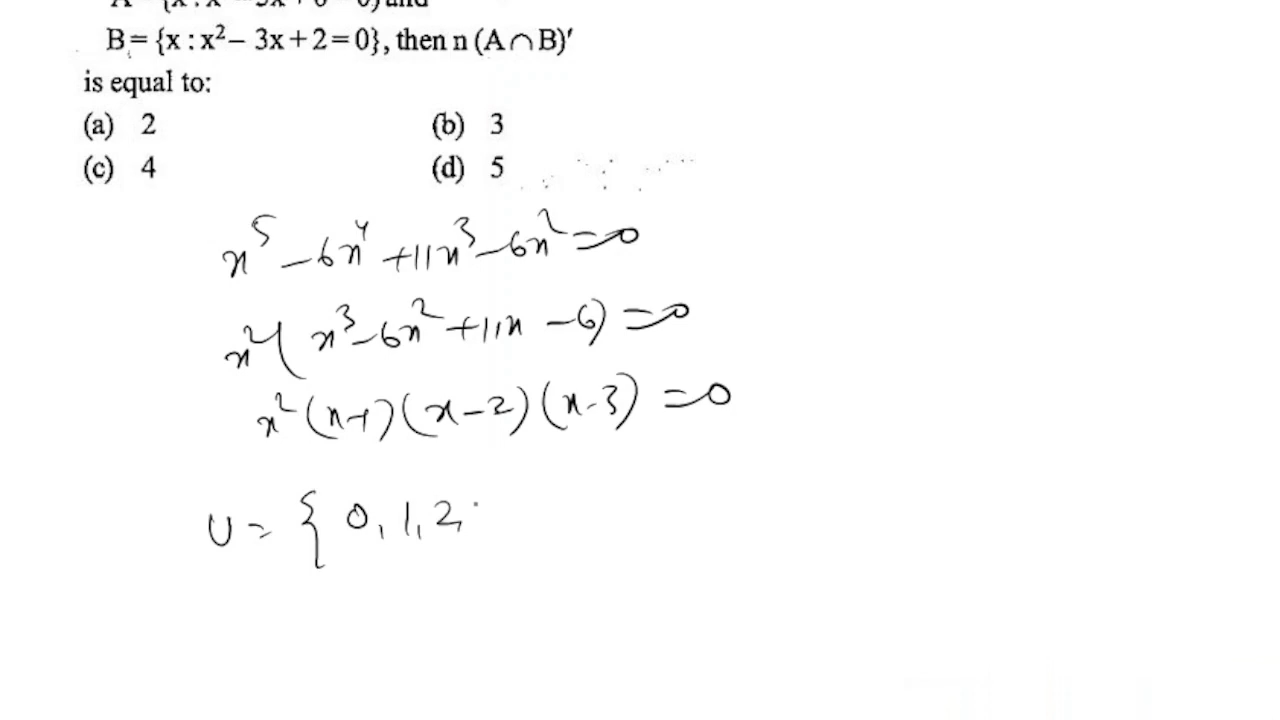 B= {x : x² – 3x + 2 = 0}, then n (A ∩ B)′
is equal to:
(a) 2 (b) 3
(c) 4 (d) 5
x⁵ – 6x⁴ + 11x³ – 6x² = 0
x² ( x³ – 6x² + 11x – 6) = 0
x² (x-1) (x-2) (x-3) = 0
U = { 0, 1, 2,